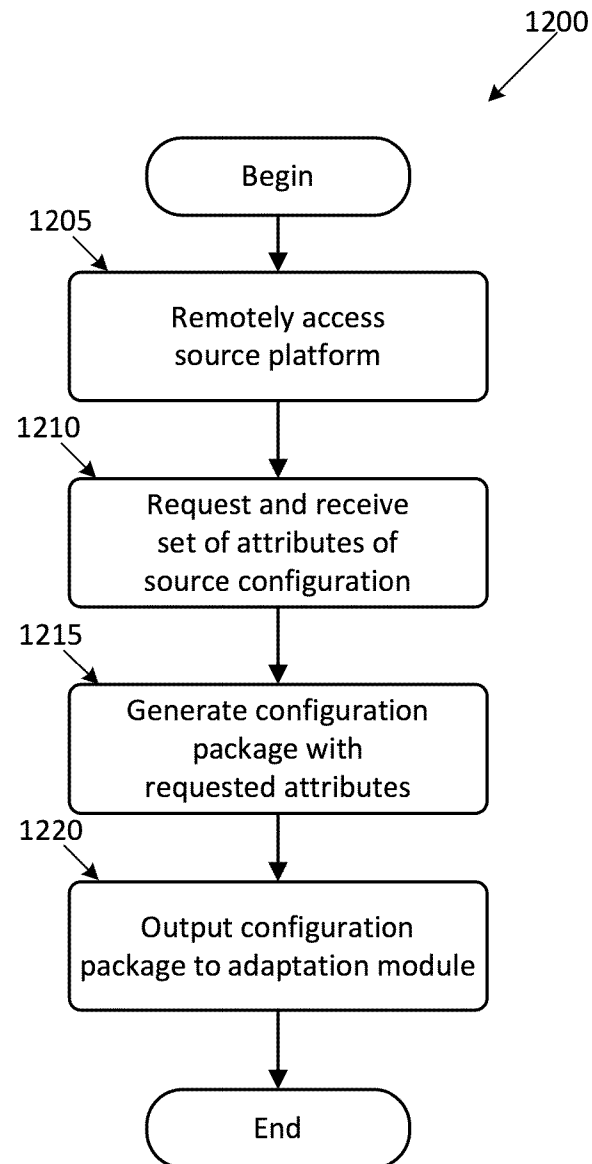 1200
Begin
1205
Remotely access
source platform
1210
Request and receive
set of attributes of
source configuration
1215
Generate configuration
package with
requested attributes
1220
Output configuration
package to adaptation module
End